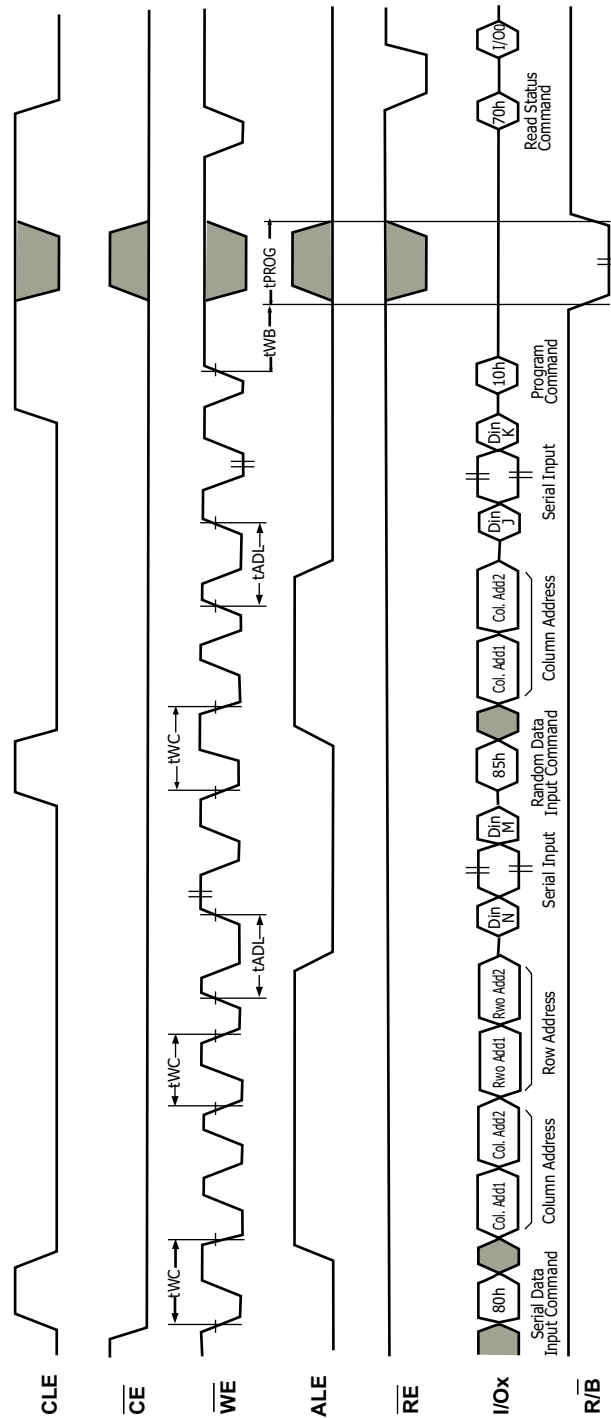 CLE
CE
WE
tWC
tWC
tADL
tWC
tADL
tWB
tPROG
ALE
RE
I/Ox
80h
Col. Add1
Col. Add2
Rwo Add1
Rwo Add2
Din
N
Din
M
85h
Col. Add1
Col. Add2
Din
J
Din
K
10h
70h
I/O0
Serial Data
Input Command
Column Address
Row Address
Serial Input
Random Data
Input Command
Column Address
Serial Input
Program
Command
Read Status
Command
R/B